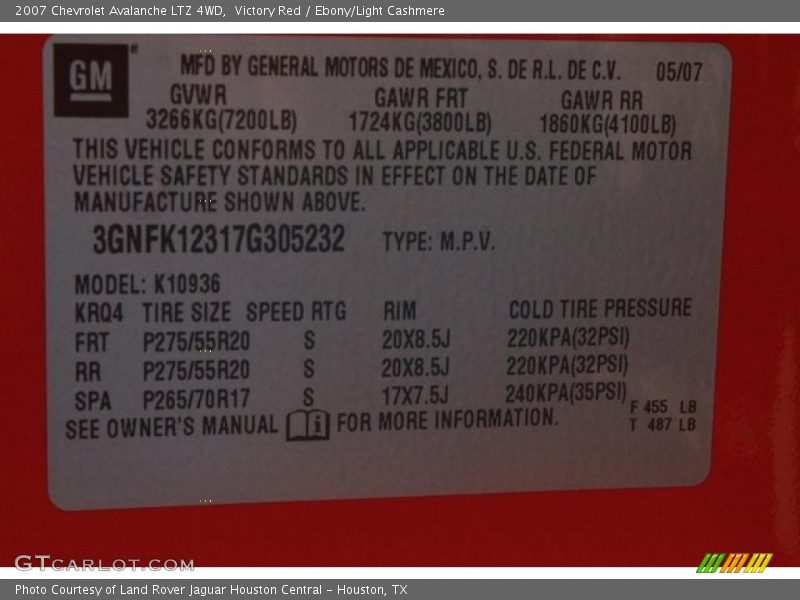 2007 Chevrolet Avalanche LTZ 4WD,  Victory Red / Ebony/Light Cashmere
GM ®
MFD BY GENERAL MOTORS DE MEXICO, S. DE R.L. DE C.V. 05/07
GVWR GAWR FRT GAWR RR
3266KG(7200LB) 1724KG(3800LB) 1860KG(4100LB)
THIS VEHICLE CONFORMS TO ALL APPLICABLE U.S. FEDERAL MOTOR
VEHICLE SAFETY STANDARDS IN EFFECT ON THE DATE OF
MANUFACTURE SHOWN ABOVE.
3GNFK12317G305232 TYPE: M.P.V.
MODEL: K10936
KRQ4 TIRE SIZE SPEED RTG RIM COLD TIRE PRESSURE
FRT P275/55R20 S 20X8.5J 220KPA(32PSI)
RR P275/55R20 S 20X8.5J 220KPA(32PSI)
SPA P265/70R17 S 17X7.5J 240KPA(35PSI)
SEE OWNER'S MANUAL i FOR MORE INFORMATION.
F 455 LB
T 487 LB
GTCARLOT.COM
Photo Courtesy of Land Rover Jaguar Houston Central - Houston, TX